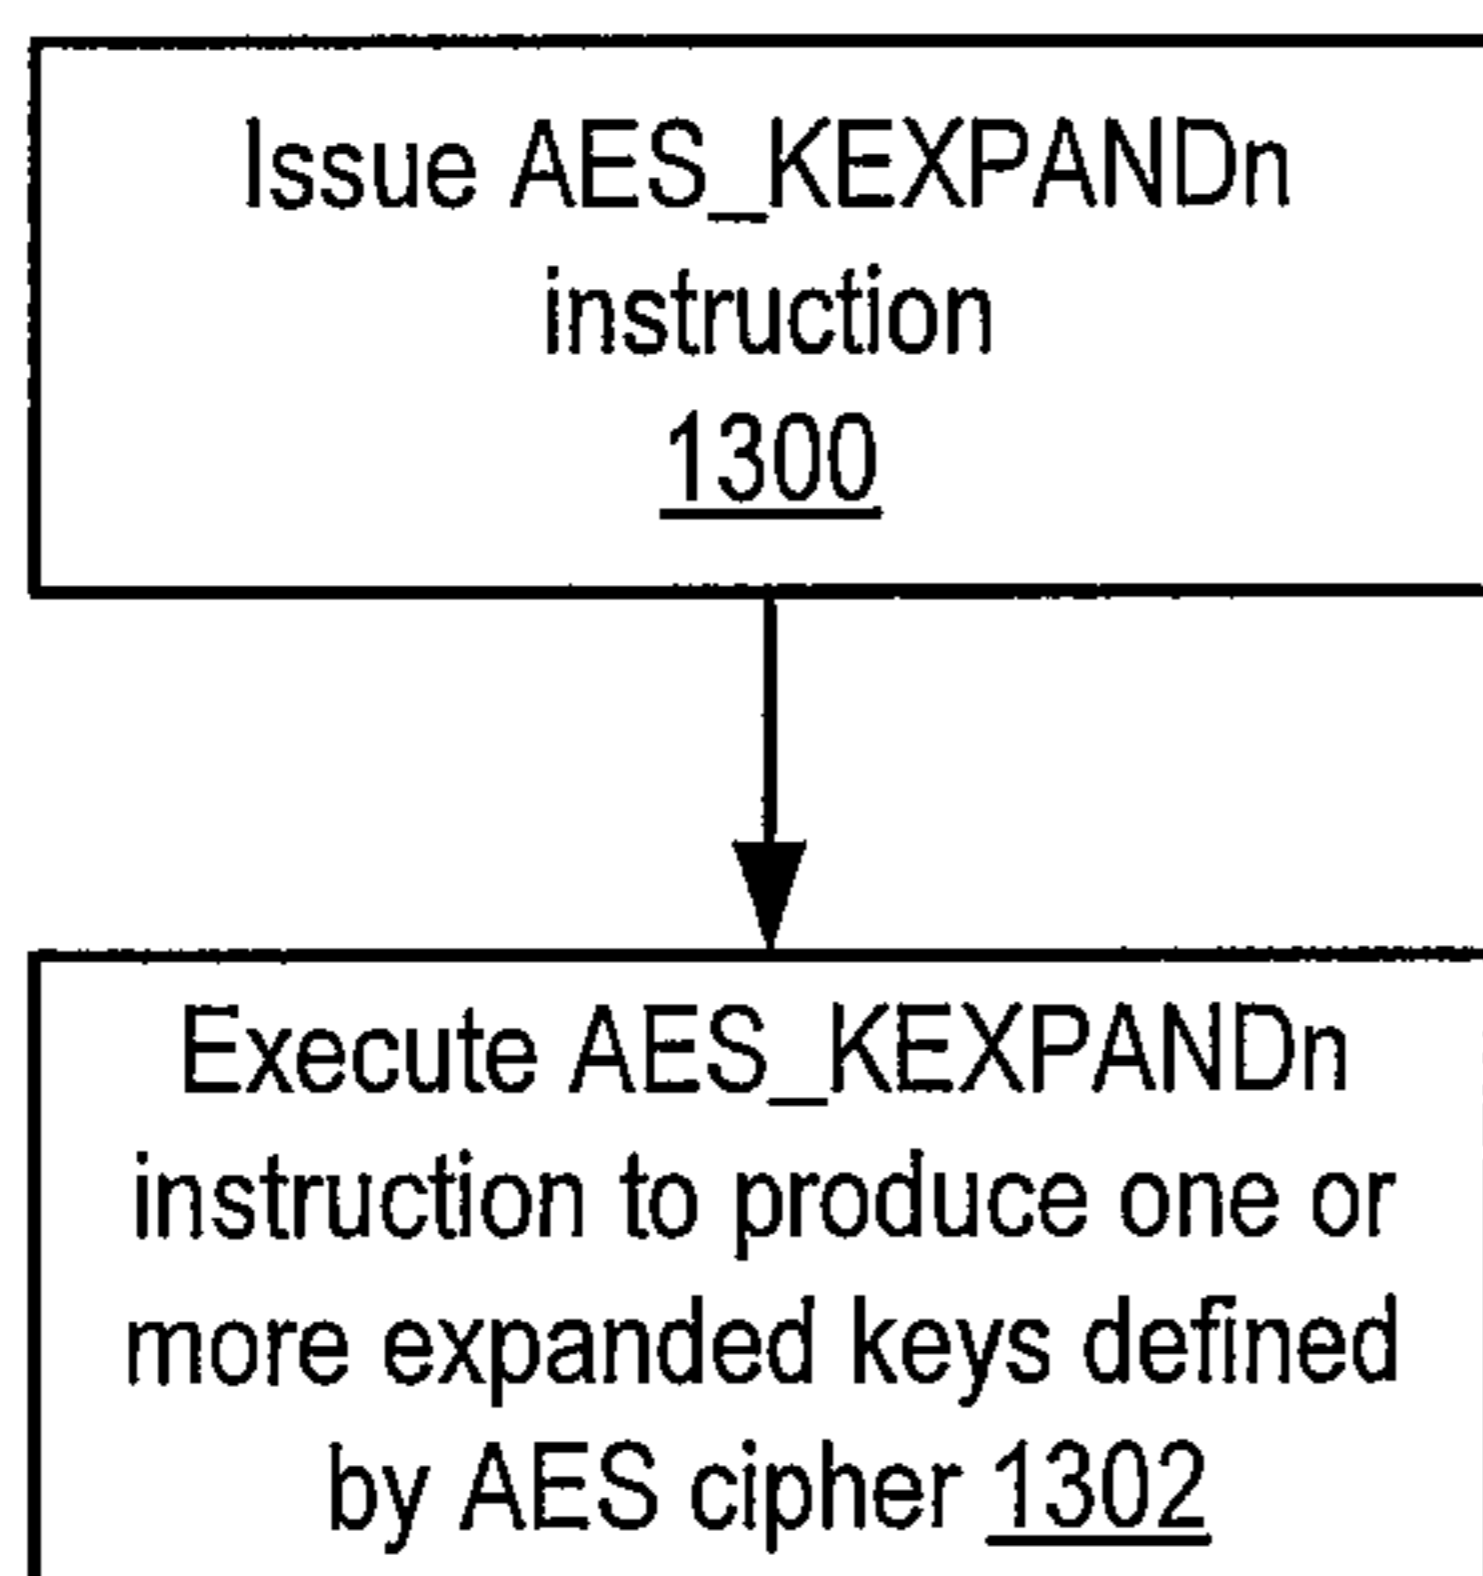 Issue AES_KEXPANDn
instruction
1300
Execute AES_KEXPANDn
instruction to produce one or
more expanded keys defined
by AES cipher 1302